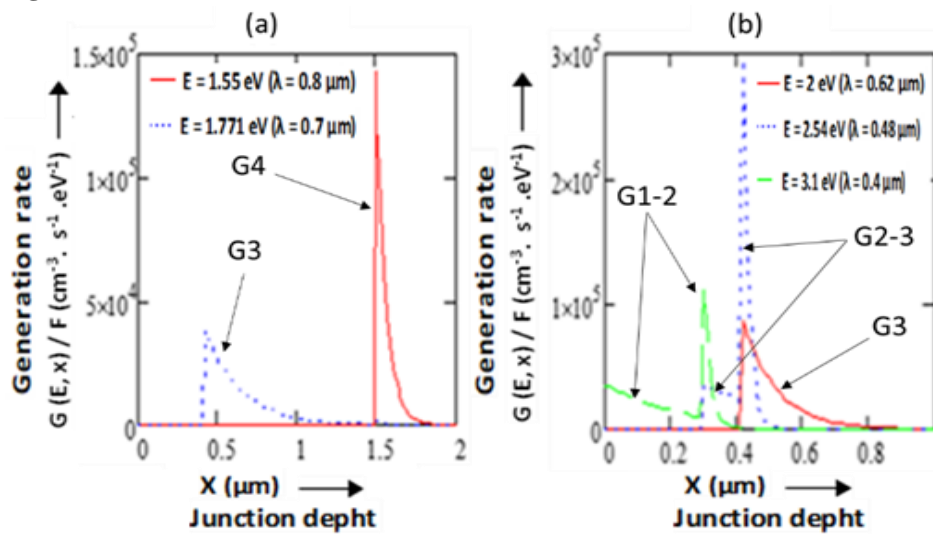 (a)
1.5×10⁵
1×10⁵
5×10⁴
0
E = 1.55 eV (λ = 0.8 µm)
E = 1.771 eV (λ = 0.7 µm)
G4
G3
0
0.5
1
1.5
2
Generation rate
G (E, x) / F (cm⁻³. s⁻¹ .eV⁻¹)
X (µm)
Junction depht
(b)
3×10⁵
2×10⁵
1×10⁵
0
E = 2 eV (λ = 0.62 µm)
E = 2.54 eV (λ = 0.48 µm)
E = 3.1 eV (λ = 0.4 µm)
G1-2
G2-3
G3
0
0.2
0.4
0.6
0.8
Generation rate
G (E, x) / F (cm⁻³. s⁻¹ .eV⁻¹)
X (µm)
Junction depht